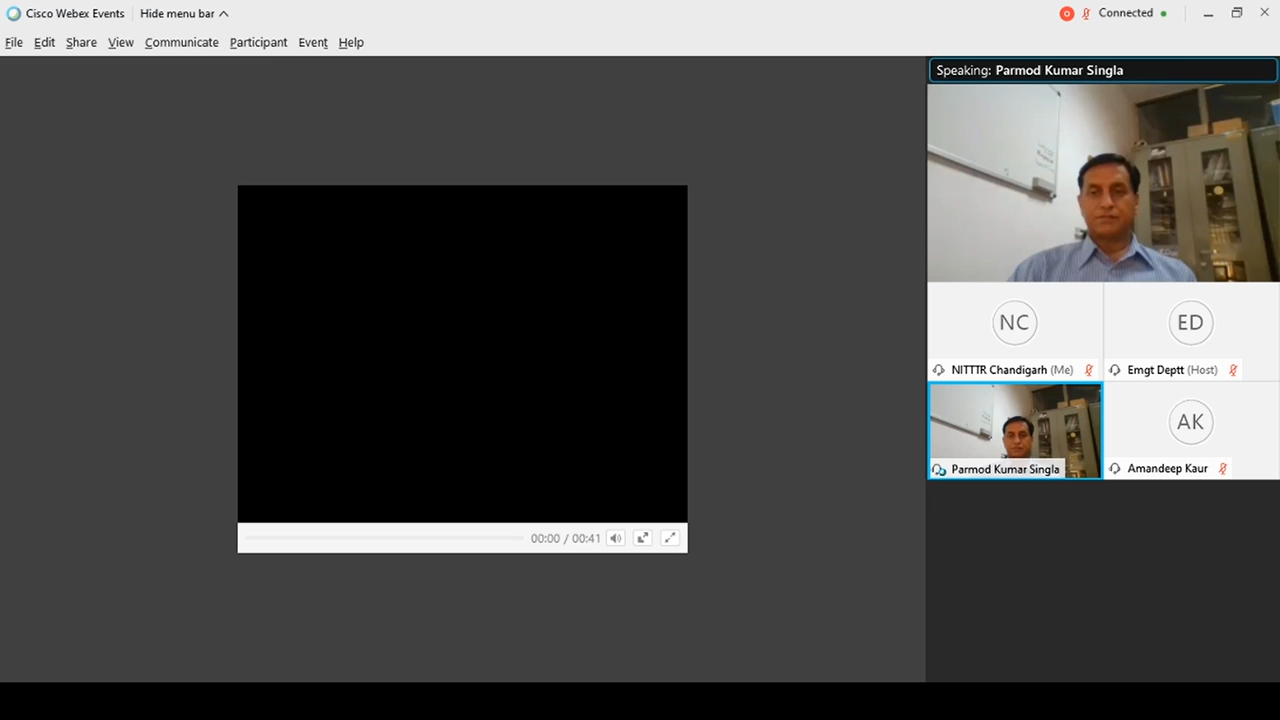 Cisco Webex Events Hide menu bar Connected
File Edit Share View Communicate Participant Event Help
Speaking: Parmod Kumar Singla
NC
ED
NITTTR Chandigarh (Me)
Emgt Deptt (Host)
AK
Parmod Kumar Singla
Amandeep Kaur
00:00 / 00:41